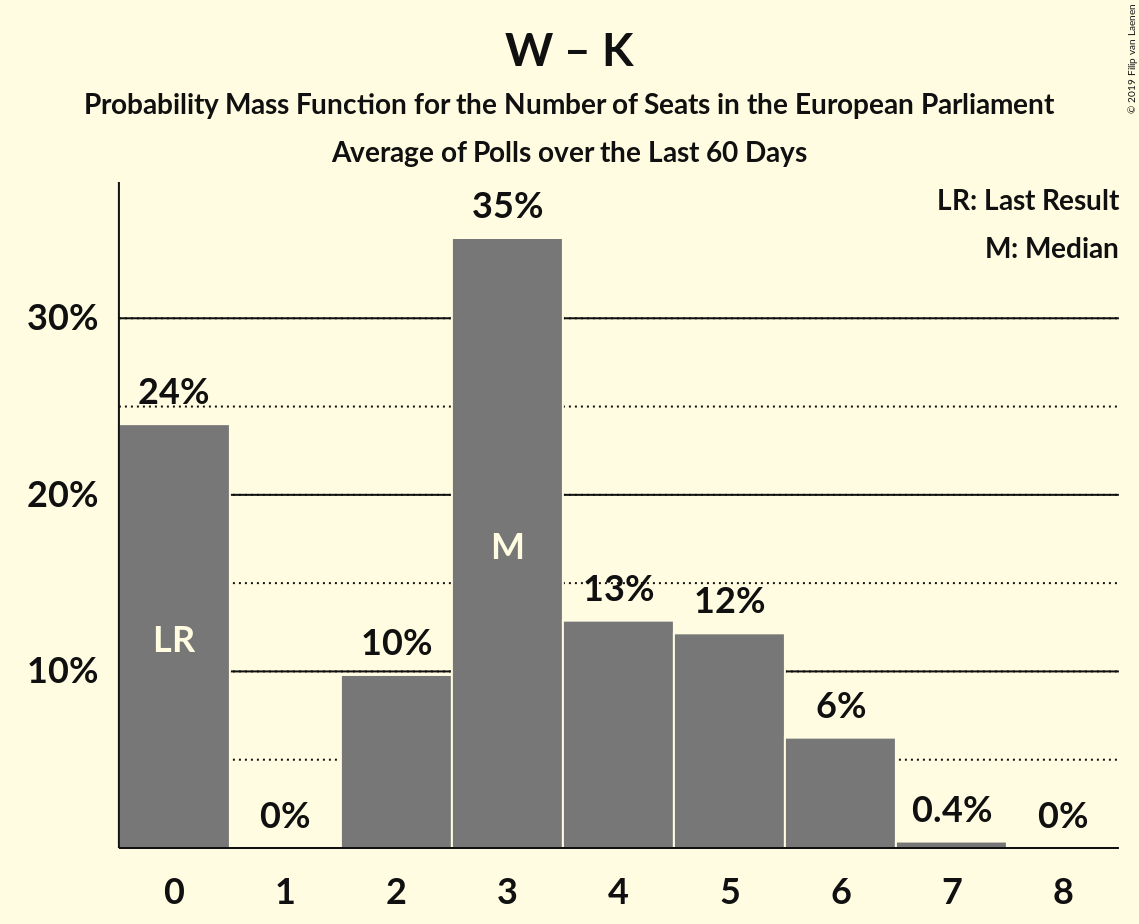 W – K
Probability Mass Function for the Number of Seats in the European Parliament
Average of Polls over the Last 60 Days
© 2019 Filip van Laenen
LR: Last Result
M: Median
35%
30%
24%
20%
M
13%
12%
LR
10%
10%
6%
0%
0.4%
0%
0 1 2 3 4 5 6 7 8